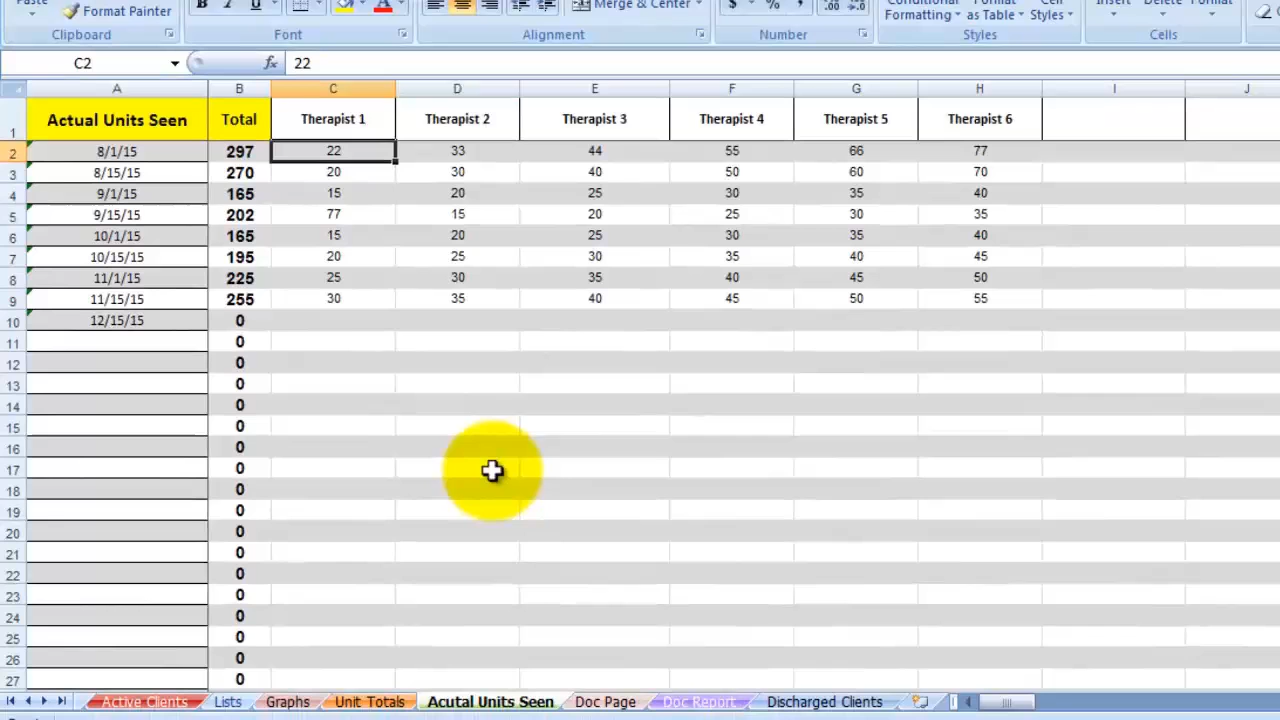 Paste Format Painter B I U Merge & Center $ % , Conditional Format Cell Insert Delete Format
Formatting as Table Styles
Clipboard Font Alignment Number Styles Cells
C2 fx 22
A B C D E F G H I J
1 Actual Units Seen Total Therapist 1 Therapist 2 Therapist 3 Therapist 4 Therapist 5 Therapist 6
2 8/1/15 297 22 33 44 55 66 77
3 8/15/15 270 20 30 40 50 60 70
4 9/1/15 165 15 20 25 30 35 40
5 9/15/15 202 77 15 20 25 30 35
6 10/1/15 165 15 20 25 30 35 40
7 10/15/15 195 20 25 30 35 40 45
8 11/1/15 225 25 30 35 40 45 50
9 11/15/15 255 30 35 40 45 50 55
10 12/15/15 0
11 0
12 0
13 0
14 0
15 0
16 0
17 0
18 0
19 0
20 0
21 0
22 0
23 0
24 0
25 0
26 0
27 0
Active Clients Lists Graphs Unit Totals Acutal Units Seen Doc Page Doc Report Discharged Clients